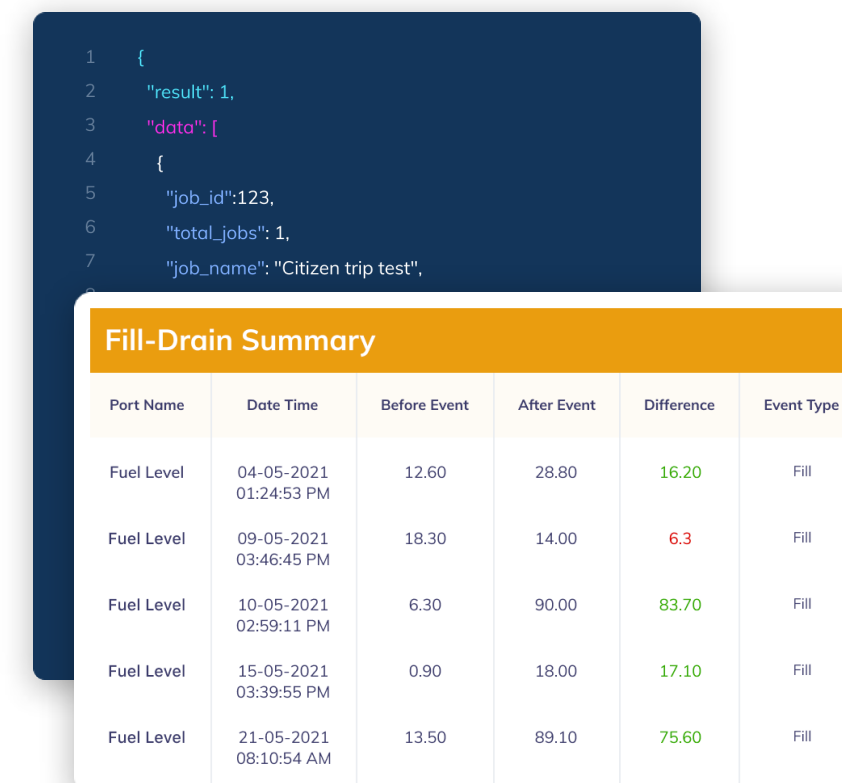 1 {
2 "result": 1,
3 "data": [
4 {
5 "job_id":123,
6 "total_jobs": 1,
7 "job_name": "Citizen trip test",
Fill-Drain Summary
Port Name Date Time Before Event After Event Difference Event Type
Fuel Level 04-05-2021 12.60 28.80 16.20 Fill
01:24:53 PM
Fuel Level 09-05-2021 18.30 14.00 6.3 Fill
03:46:45 PM
Fuel Level 10-05-2021 6.30 90.00 83.70 Fill
02:59:11 PM
Fuel Level 15-05-2021 0.90 18.00 17.10 Fill
03:39:55 PM
Fuel Level 21-05-2021 13.50 89.10 75.60 Fill
08:10:54 AM